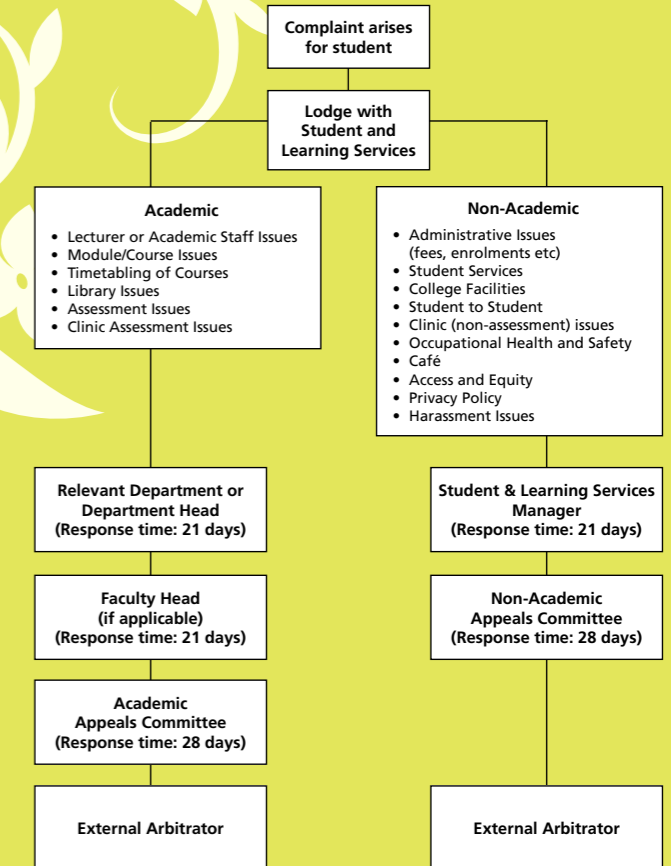 Complaint arises
for student
Lodge with
Student and
Learning Services
Academic
• Lecturer or Academic Staff Issues
• Module/Course Issues
• Timetabling of Courses
• Library Issues
• Assessment Issues
• Clinic Assessment Issues
Non-Academic
• Administrative Issues
(fees, enrolments etc)
• Student Services
• College Facilities
• Student to Student
• Clinic (non-assessment) issues
• Occupational Health and Safety
• Café
• Access and Equity
• Privacy Policy
• Harassment Issues
Relevant Department or
Department Head
(Response time: 21 days)
Student & Learning Services
Manager
(Response time: 21 days)
Faculty Head
(if applicable)
(Response time: 21 days)
Non-Academic
Appeals Committee
(Response time: 28 days)
Academic
Appeals Committee
(Response time: 28 days)
External Arbitrator
External Arbitrator